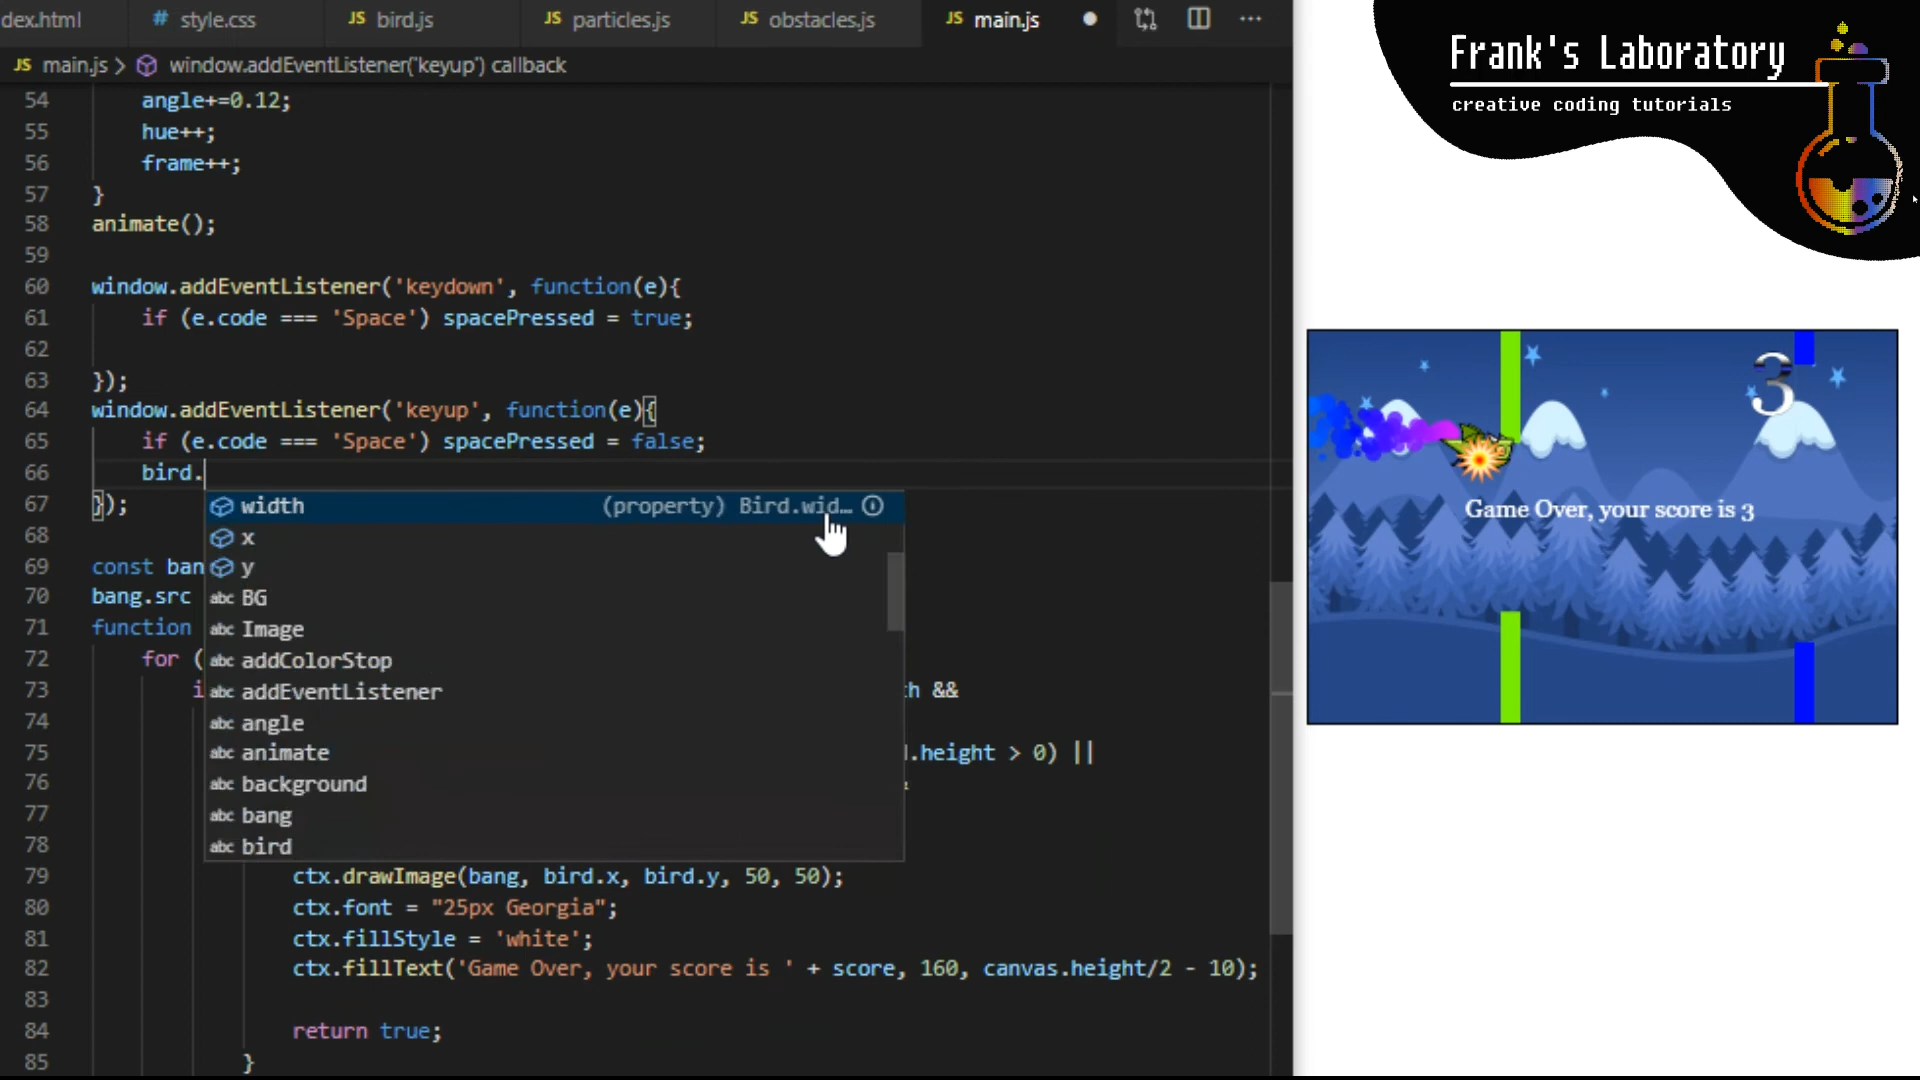 dex.html # style.css JS bird.js JS particles.js JS obstacles.js JS main.js
JS main.js > window.addEventListener('keyup') callback
54 angle+=0.12;
55 hue++;
56 frame++;
57 }
58 animate();
59
60 window.addEventListener('keydown', function(e){
61 if (e.code === 'Space') spacePressed = true;
62
63 });
64 window.addEventListener('keyup', function(e){
65 if (e.code === 'Space') spacePressed = false;
66 bird.
67 });
width (property) Bird.wid…
68
x
69 const ban
y
70 bang.src
BG
71 function
Image
72 for (
addColorStop
73 i
addEventListener
h &&
74
angle
75
animate
.height > 0) ||
76
background
77
bang
78
bird
79 ctx.drawImage(bang, bird.x, bird.y, 50, 50);
80 ctx.font = "25px Georgia";
81 ctx.fillStyle = 'white';
82 ctx.fillText('Game Over, your score is ' + score, 160, canvas.height/2 - 10);
83
84 return true;
85 }
Frank's Laboratory
creative coding tutorials
3
Game Over, your score is 3